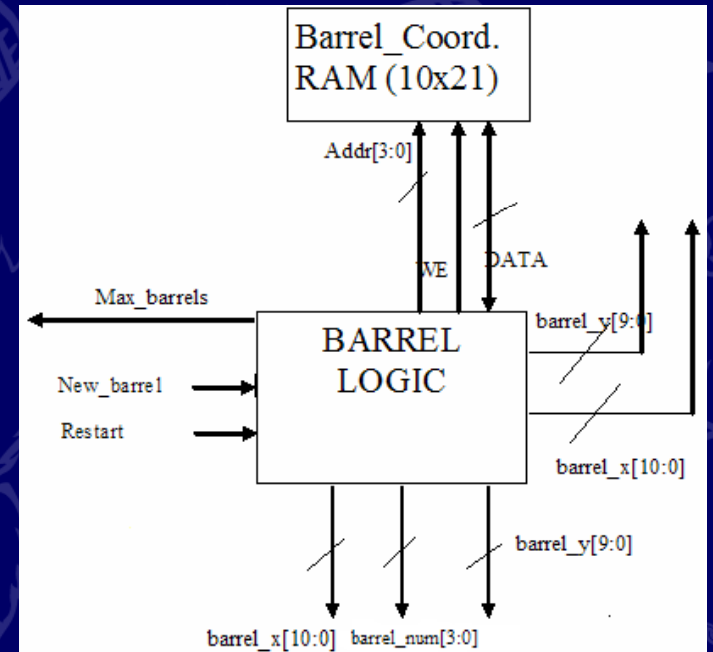 Barrel_Coord.
RAM (10x21)
Addr[3:0]
WE
DATA
Max_barrels
barrel_y[9:0]
BARREL
LOGIC
New_barrel
Restart
barrel_x[10:0]
barrel_y[9:0]
barrel_x[10:0]
barrel_num[3:0]